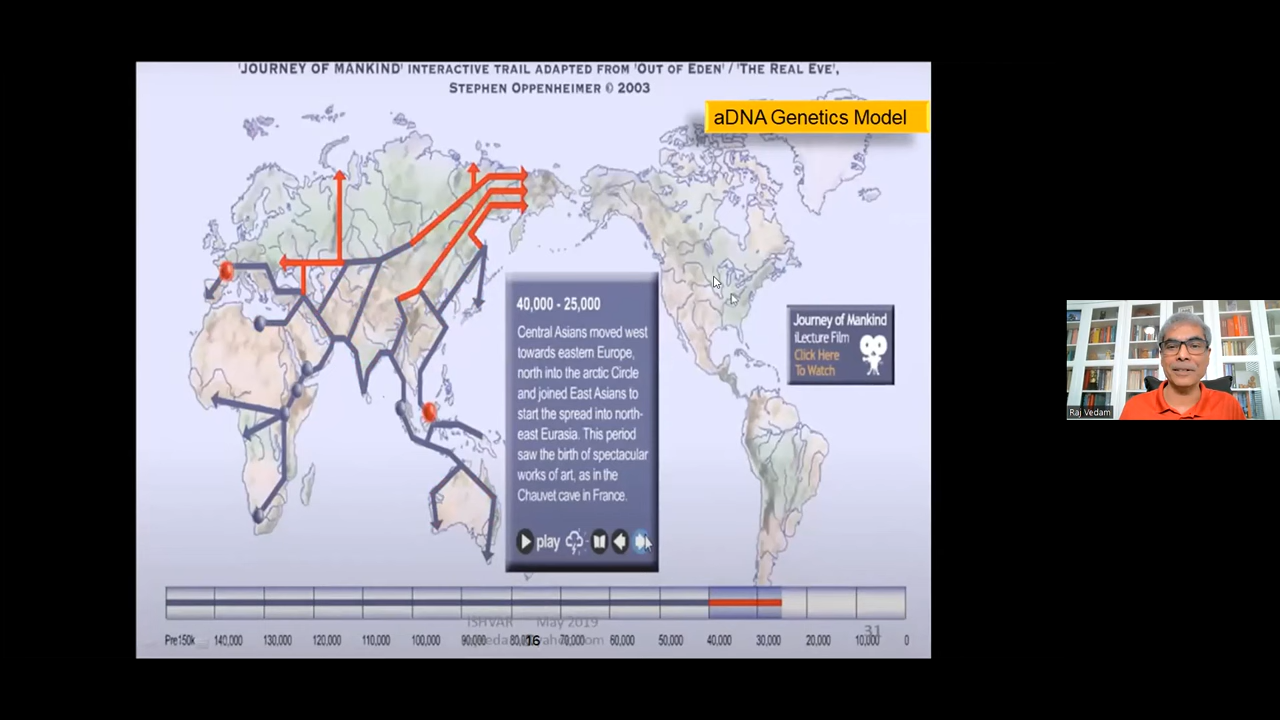 'JOURNEY OF MANKIND' INTERACTIVE TRAIL ADAPTED FROM 'OUT OF EDEN' / 'THE REAL EVE',
STEPHEN OPPENHEIMER © 2003
aDNA Genetics Model
40,000 - 25,000
Central Asians moved west
towards eastern Europe,
north into the arctic Circle
and joined East Asians to
start the spread into north-
east Eurasia. This period
saw the birth of spectacular
works of art, as in the
Chauvet cave in France.
play
Journey of Mankind
iLecture Film
Click Here
To Watch
Raj Vedam
ISHVAR May 2019
31
Pre150k 140,000 130,000 120,000 110,000 100,000 90,000 70,000 60,000 50,000 40,000 30,000 20,000 10,000 0
16